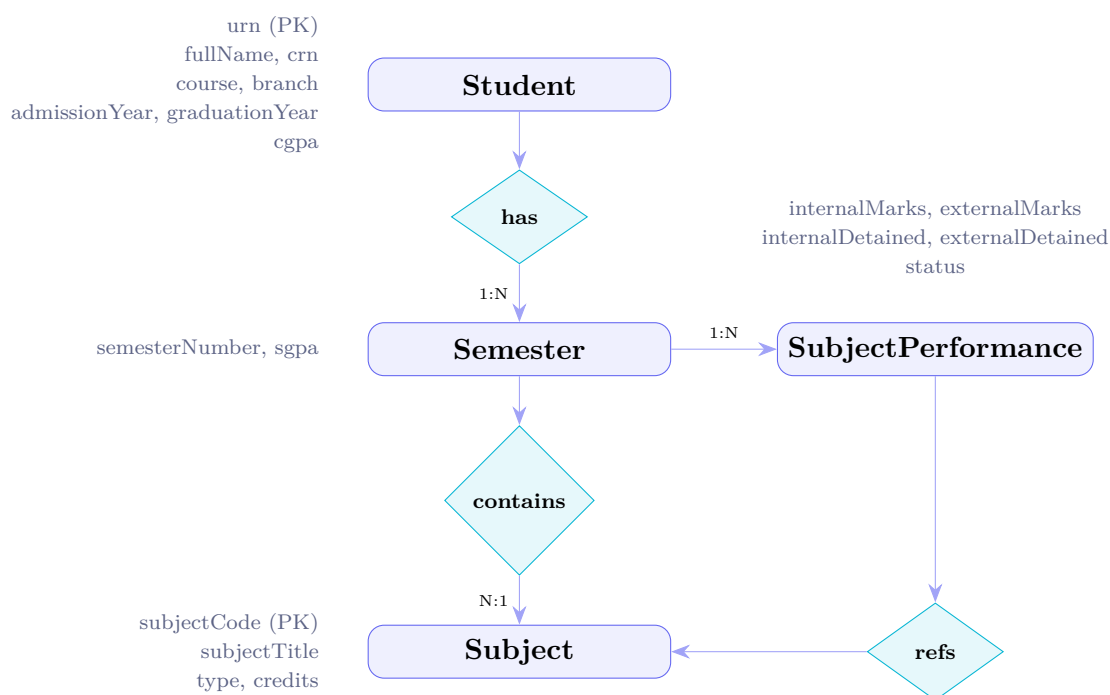 urn (PK)
fullName, crn
course, branch
admissionYear, graduationYear
cgpa
Student
has
internalMarks, externalMarks
internalDetained, externalDetained
status
1:N
semesterNumber, sgpa
Semester
1:N
SubjectPerformance
contains
N:1
subjectCode (PK)
subjectTitle
type, credits
Subject
refs